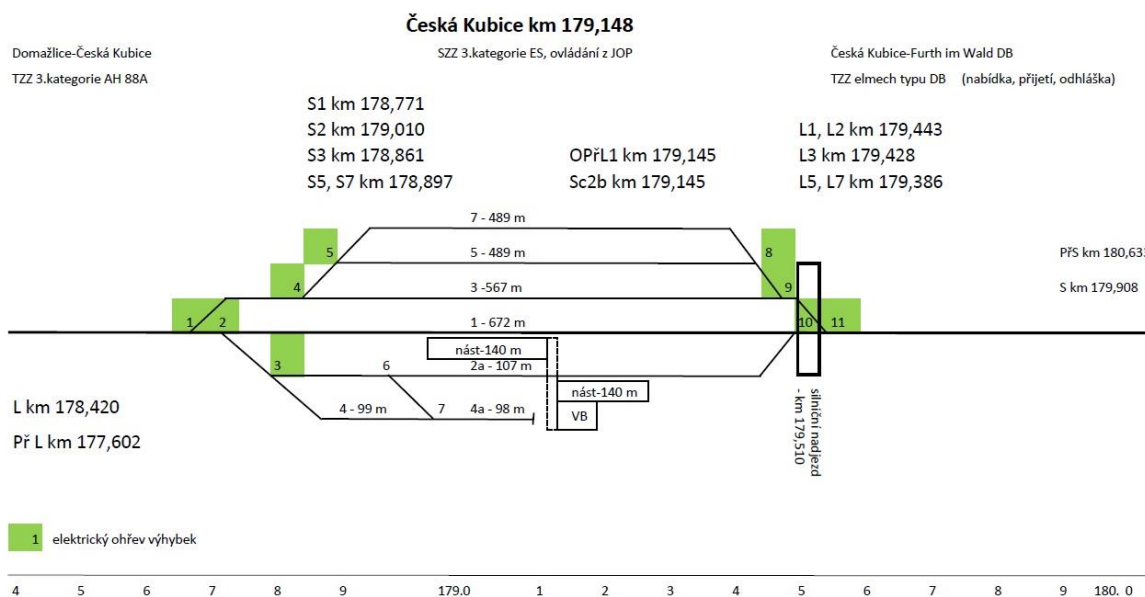 Česká Kubice km 179,148
Domažlice-Česká Kubice
SZZ 3.kategorie ES, ovládání z JOP
Česká Kubice-Furth im Wald DB
TZZ 3.kategorie AH 88A
TZZ elmech typu DB (nabídka, přijetí, odhláška)
S1 km 178,771
S2 km 179,010
S3 km 178,861
S5, S7 km 178,897
OPřL1 km 179,145
Sc2b km 179,145
L1, L2 km 179,443
L3 km 179,428
L5, L7 km 179,386
7 - 489 m
5
5 - 489 m
8
PřS km 180,633
4
3 -567 m
9
S km 179,908
1
2
1 - 672 m
10
11
nást-140 m
3
6
2a - 107 m
nást-140 m
4 - 99 m
7
4a - 98 m
VB
silniční nadjezd
- km 179,510
L km 178,420
Př L km 177,602
1 elektrický ohřev výhybek
4 5 6 7 8 9 179.0 1 2 3 4 5 6 7 8 9 180. 0